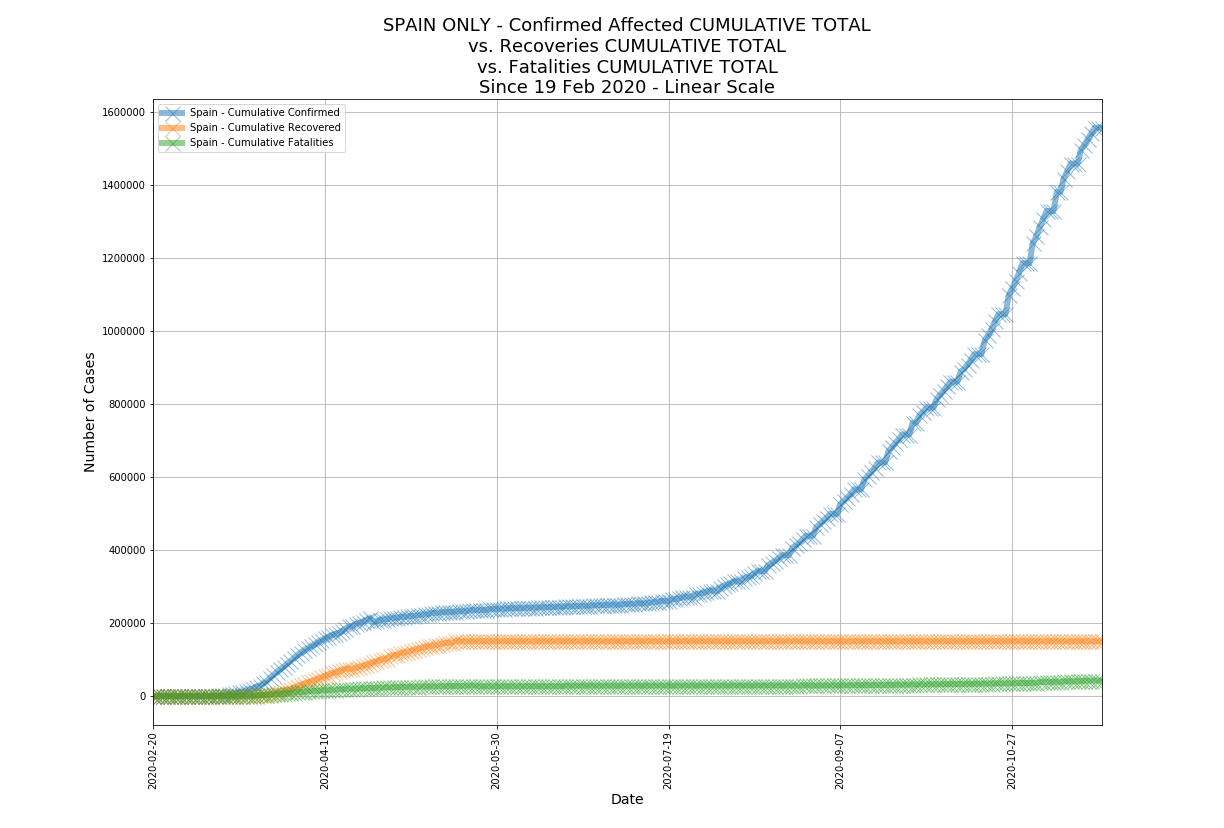 SPAIN ONLY - Confirmed Affected CUMULATIVE TOTAL
vs. Recoveries CUMULATIVE TOTAL
vs. Fatalities CUMULATIVE TOTAL
Since 19 Feb 2020 - Linear Scale
Spain - Cumulative Confirmed
Spain - Cumulative Recovered
Spain - Cumulative Fatalities
Number of Cases
1600000
1400000
1200000
1000000
800000
600000
400000
200000
0
2020-02-20
2020-04-10
2020-05-30
2020-07-19
2020-09-07
2020-10-27
Date